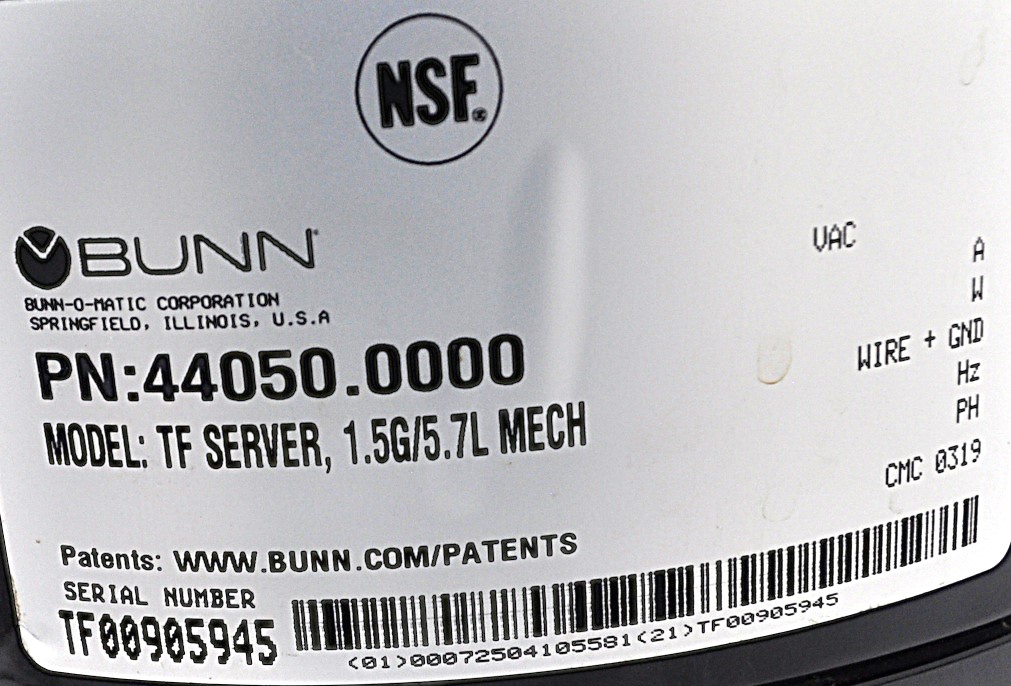 NSF®
BUNN®
BUNN-O-MATIC CORPORATION
SPRINGFIELD, ILLINOIS, U.S.A
PN:44050.0000
MODEL: TF SERVER, 1.5G/5.7L MECH
VAC
A
W
WIRE + GND
Hz
PH
CMC 0319
Patents: WWW.BUNN.COM/PATENTS
SERIAL NUMBER
TF00905945
(01)00072504105581(21)TF00905945